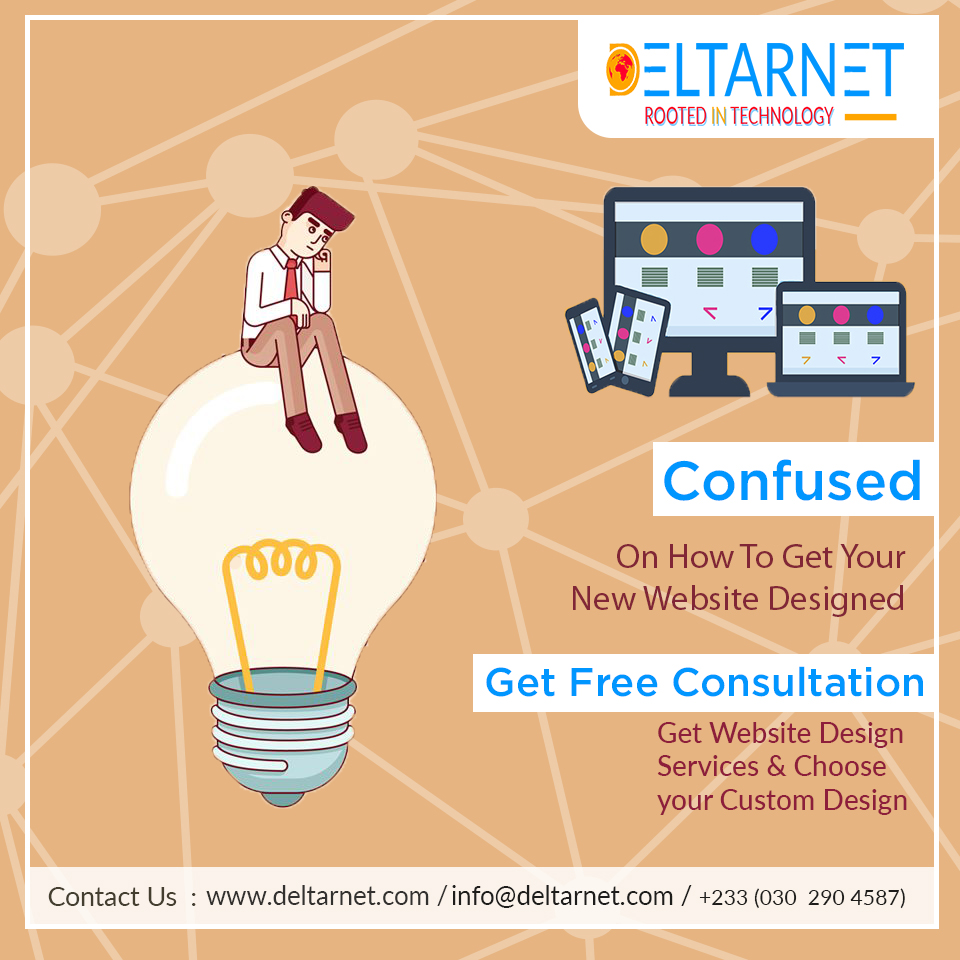 DELTARNET
ROOTED IN TECHNOLOGY
Confused
On How To Get Your
New Website Designed
Get Free Consultation
Get Website Design
Services & Choose
your Custom Design
Contact Us : www.deltarnet.com / info@deltarnet.com / +233 (030 290 4587)